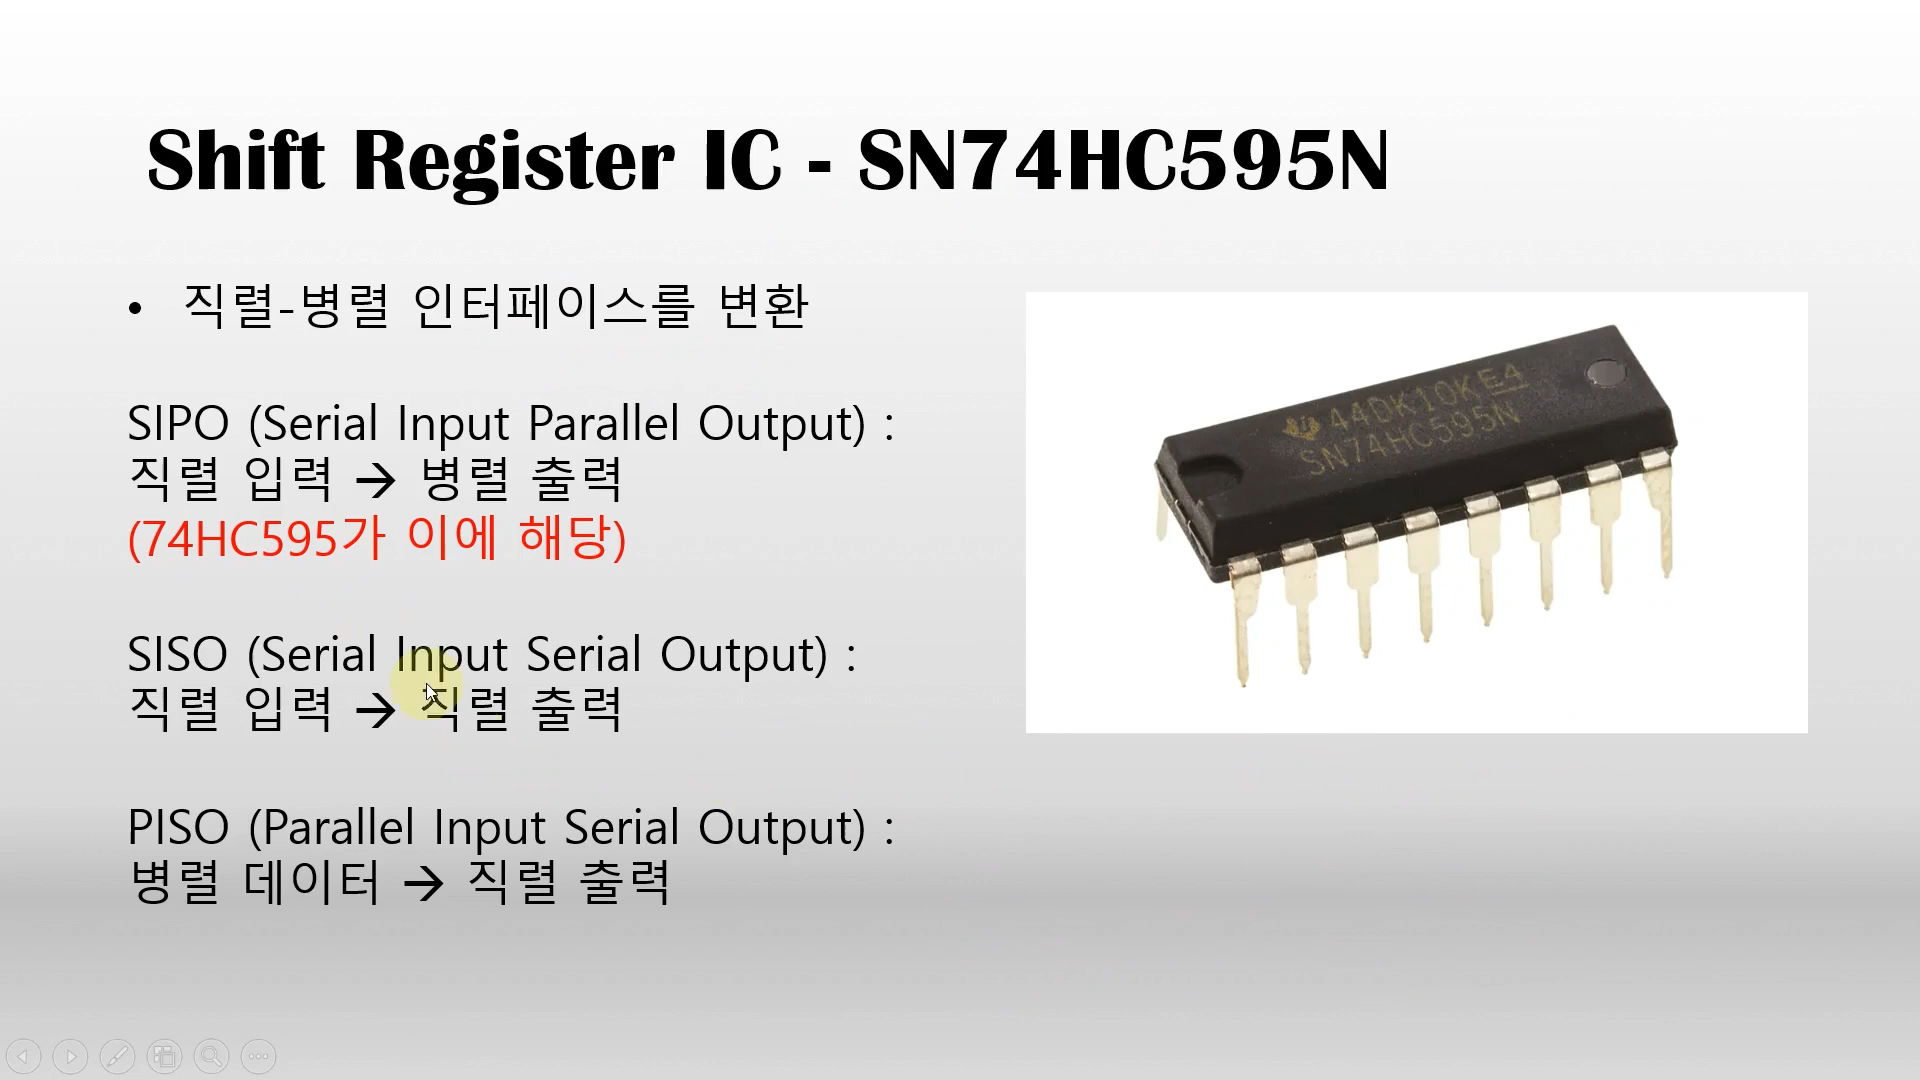 Shift Register IC - SN74HC595N
• 직렬-병렬 인터페이스를 변환
SIPO (Serial Input Parallel Output) :
직렬 입력 → 병렬 출력
(74HC595가 이에 해당)
SISO (Serial Input Serial Output) :
직렬 입력 → 직렬 출력
PISO (Parallel Input Serial Output) :
병렬 데이터 → 직렬 출력
44DK10KE4
SN74HC595N